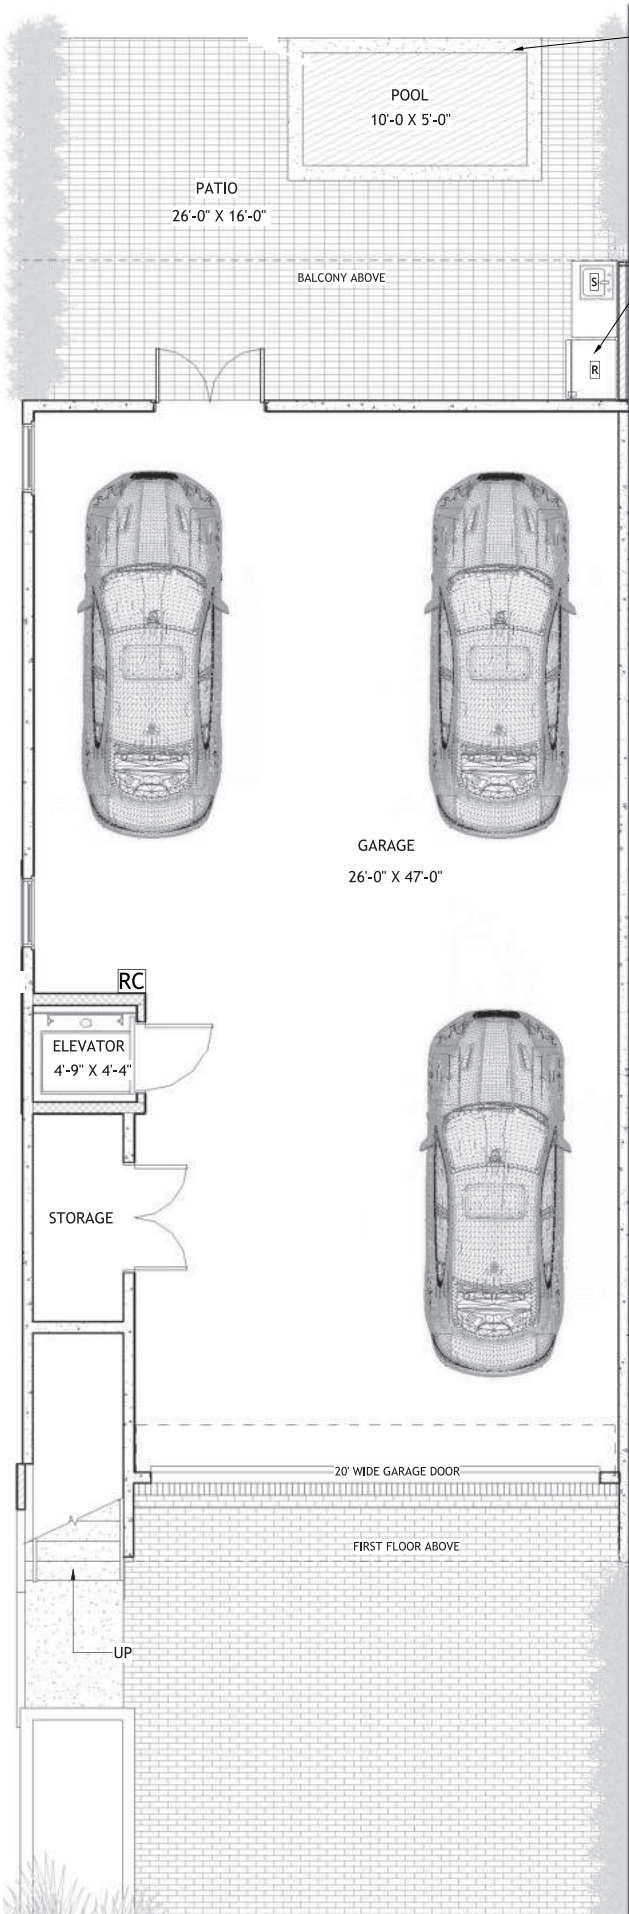 POOL
10'-0 X 5'-0"
PATIO
26'-0" X 16'-0"
BALCONY ABOVE
S
R
GARAGE
26'-0" X 47'-0"
RC
ELEVATOR
4'-9" X 4'-4"
STORAGE
20' WIDE GARAGE DOOR
FIRST FLOOR ABOVE
UP